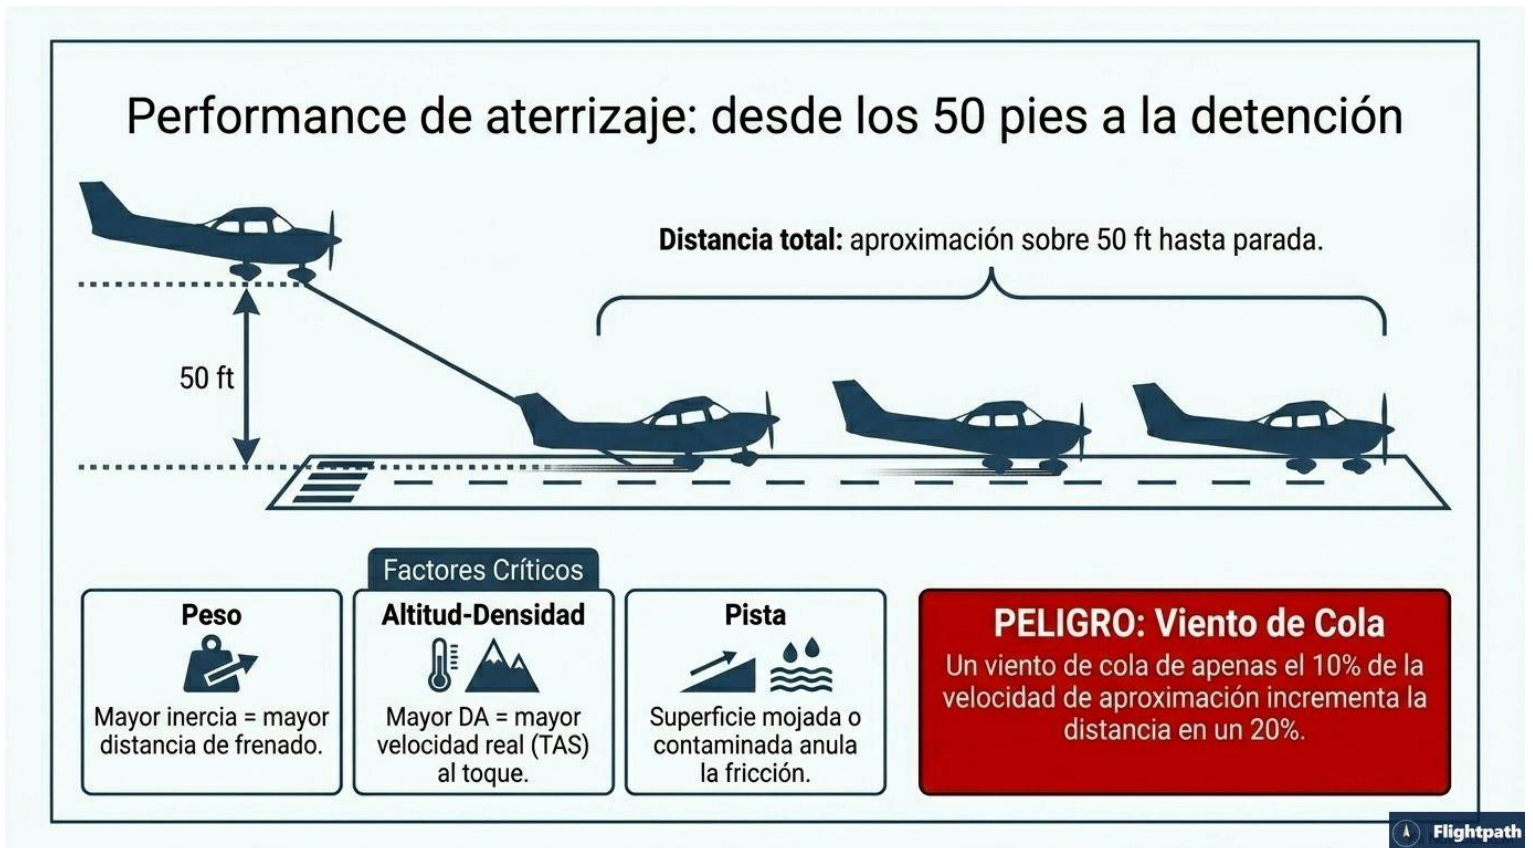 Performance de aterrizaje: desde los 50 pies a la detención
Distancia total: aproximación sobre 50 ft hasta parada.
50 ft
Factores Críticos
Peso
Mayor inercia = mayor
distancia de frenado.
Altitud-Densidad
Mayor DA = mayor
velocidad real (TAS)
al toque.
Pista
Superficie mojada o
contaminada anula
la fricción.
PELIGRO: Viento de Cola
Un viento de cola de apenas el 10% de la
velocidad de aproximación incrementa la
distancia en un 20%.
Flightpath